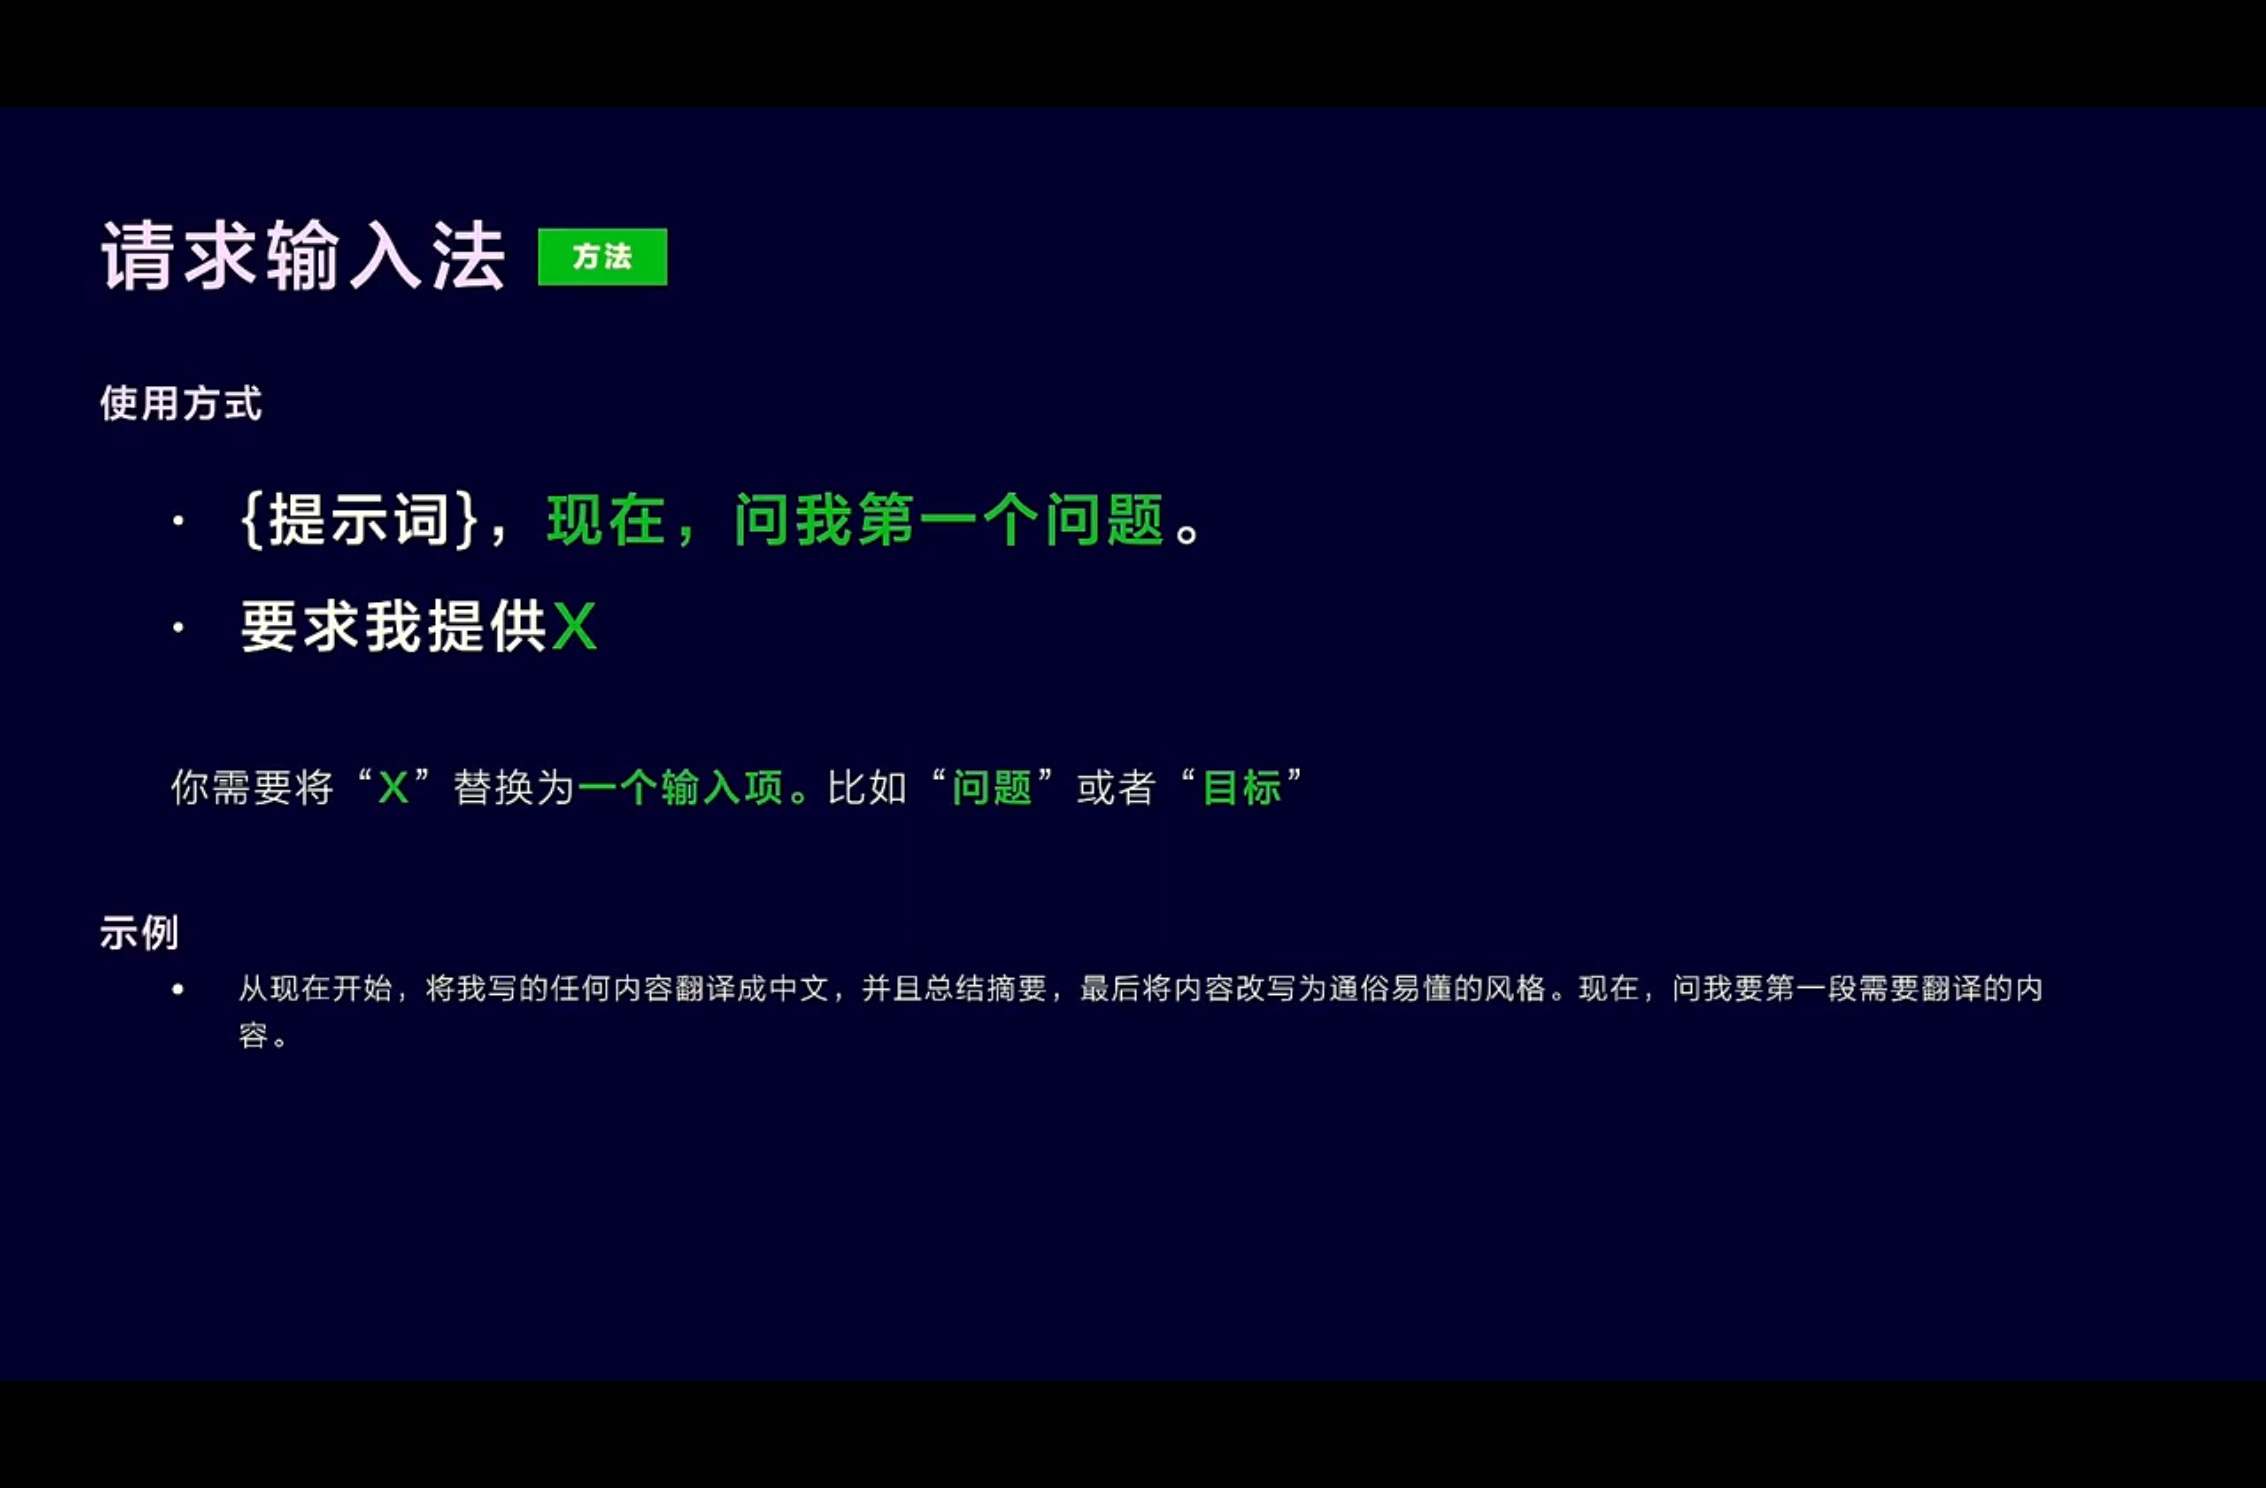 请求输入法 方法
使用方式
• {提示词}，现在，问我第一个问题。
• 要求我提供X
你需要将“X”替换为一个输入项。比如“问题”或者“目标”
示例
• 从现在开始，将我写的任何内容翻译成中文，并且总结摘要，最后将内容改写为通俗易懂的风格。现在，问我要第一段需要翻译的内
容。